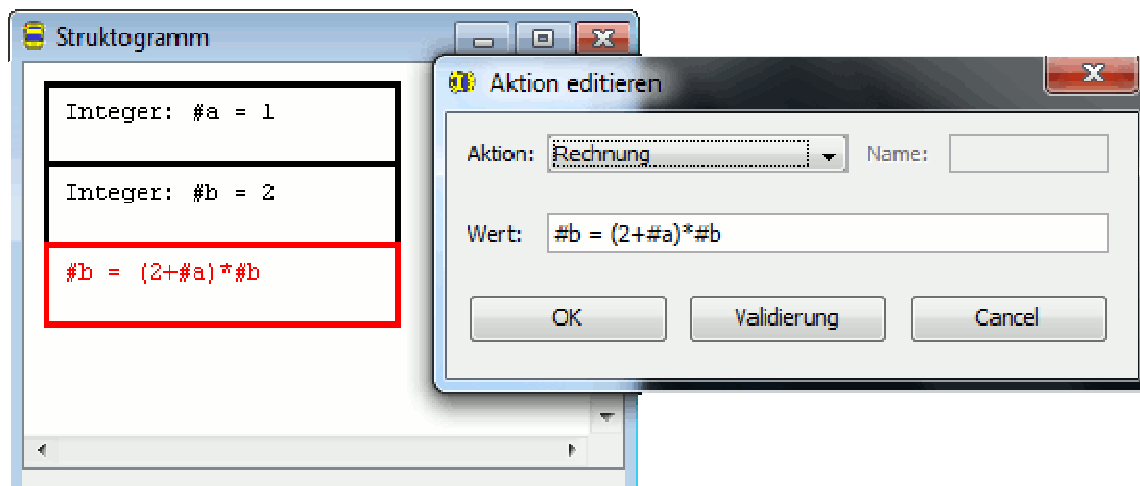 Struktogramm
Integer: #a = 1
Integer: #b = 2
#b = (2+#a)*#b
Aktion editieren
Aktion: Rechnung Name:
Wert: #b = (2+#a)*#b
OK Validierung Cancel